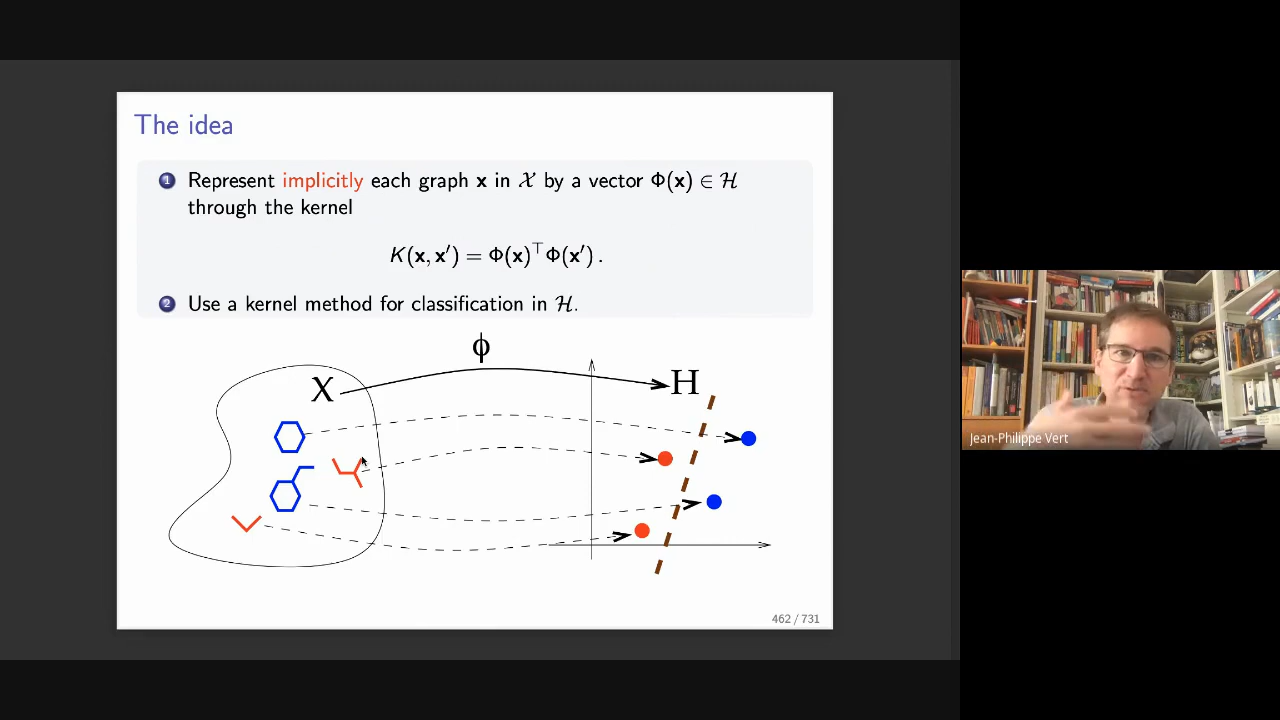 The idea
1 Represent implicitly each graph x in 𝒳 by a vector Φ(x) ∈ ℋ
through the kernel
K(x, x′) = Φ(x)⊤Φ(x′) .
2 Use a kernel method for classification in ℋ.
ϕ
X
H
462 / 731
Jean-Philippe Vert